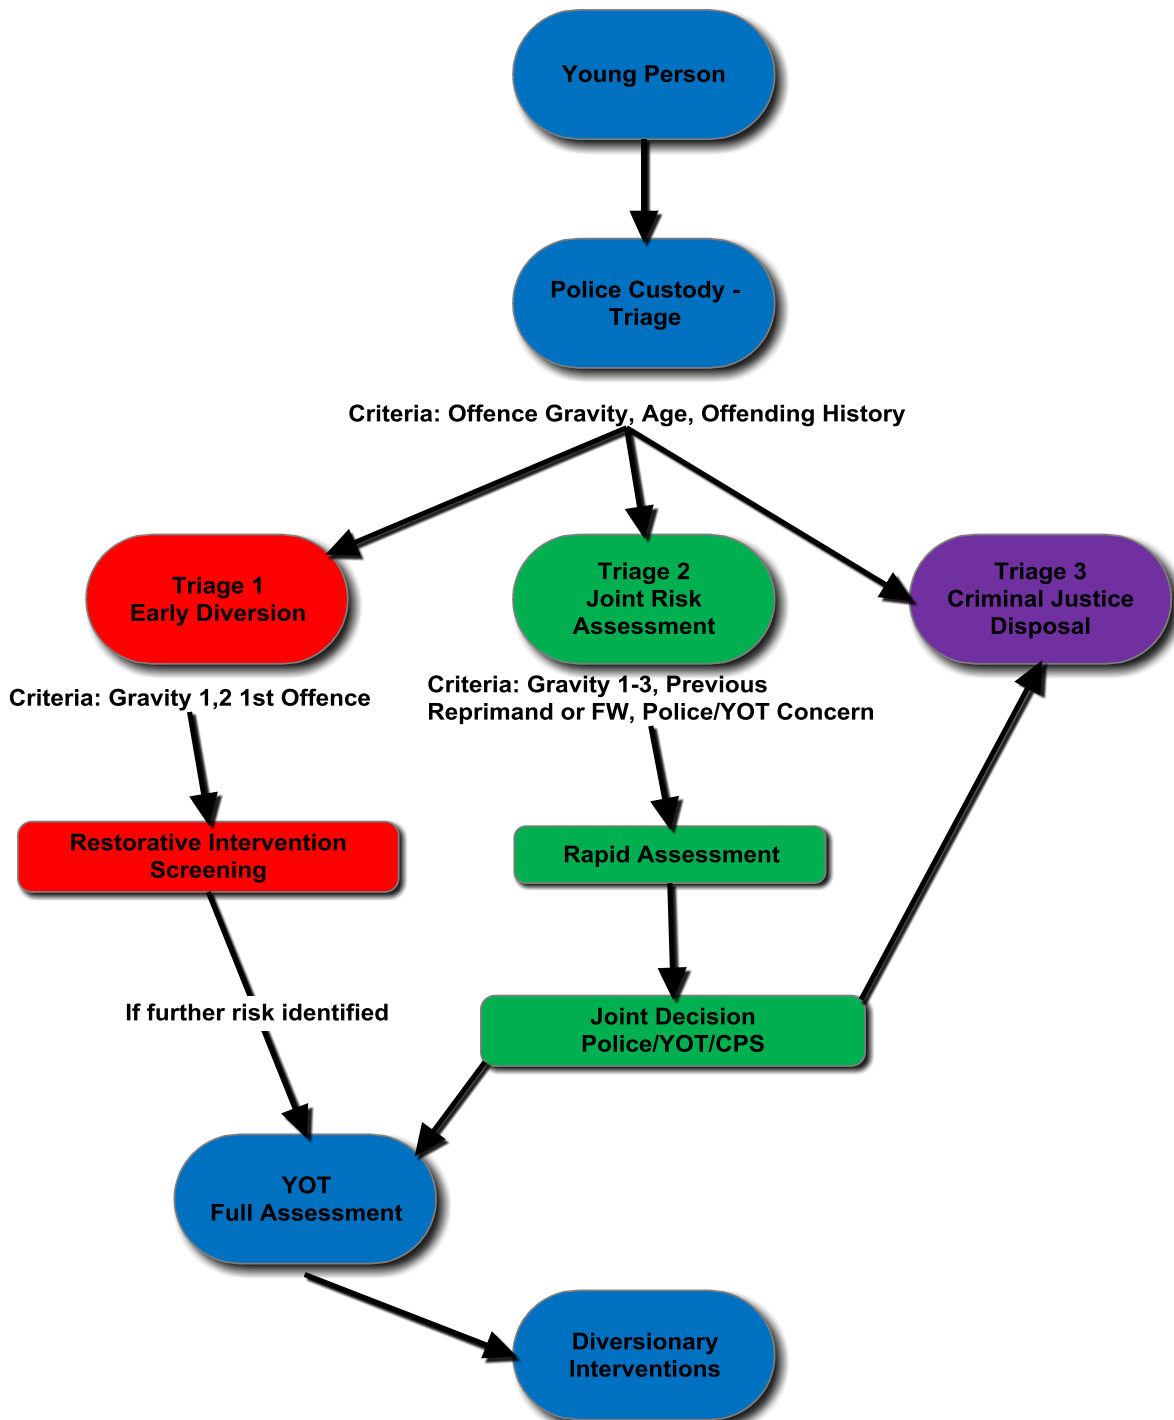 Young Person
Police Custody -
Triage
Criteria: Offence Gravity, Age, Offending History
Triage 1
Early Diversion
Triage 2
Joint Risk
Assessment
Triage 3
Criminal Justice
Disposal
Criteria: Gravity 1,2 1st Offence
Criteria: Gravity 1-3, Previous
Reprimand or FW, Police/YOT Concern
Restorative Intervention
Screening
Rapid Assessment
If further risk identified
Joint Decision
Police/YOT/CPS
YOT
Full Assessment
Diversionary
Interventions